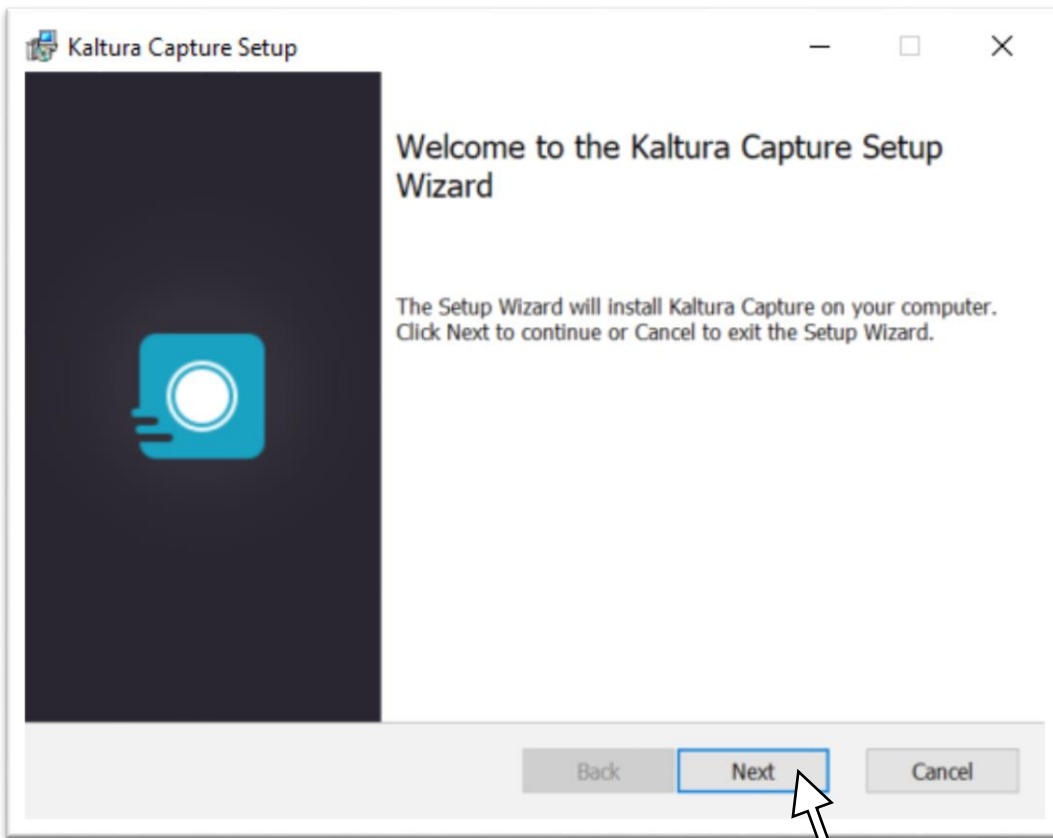 Kaltura Capture Setup
Welcome to the Kaltura Capture Setup
Wizard
The Setup Wizard will install Kaltura Capture on your computer.
Click Next to continue or Cancel to exit the Setup Wizard.
Back Next Cancel